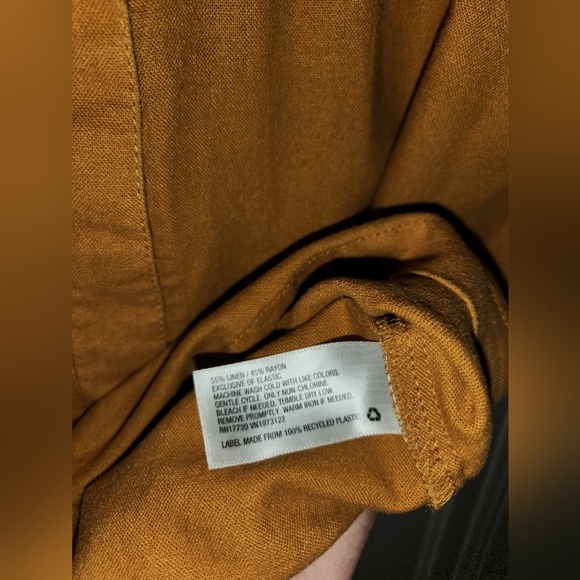 55% LINEN / 45% RAYON
EXCLUSIVE OF ELASTIC
MACHINE WASH COLD WITH LIKE COLORS,
GENTLE CYCLE. ONLY NON-CHLORINE
BLEACH IF NEEDED. TUMBLE DRY LOW.
REMOVE PROMPTLY. WARM IRON IF NEEDED.
RN17730 VN1973122
LABEL MADE FROM 100% RECYCLED PLASTIC